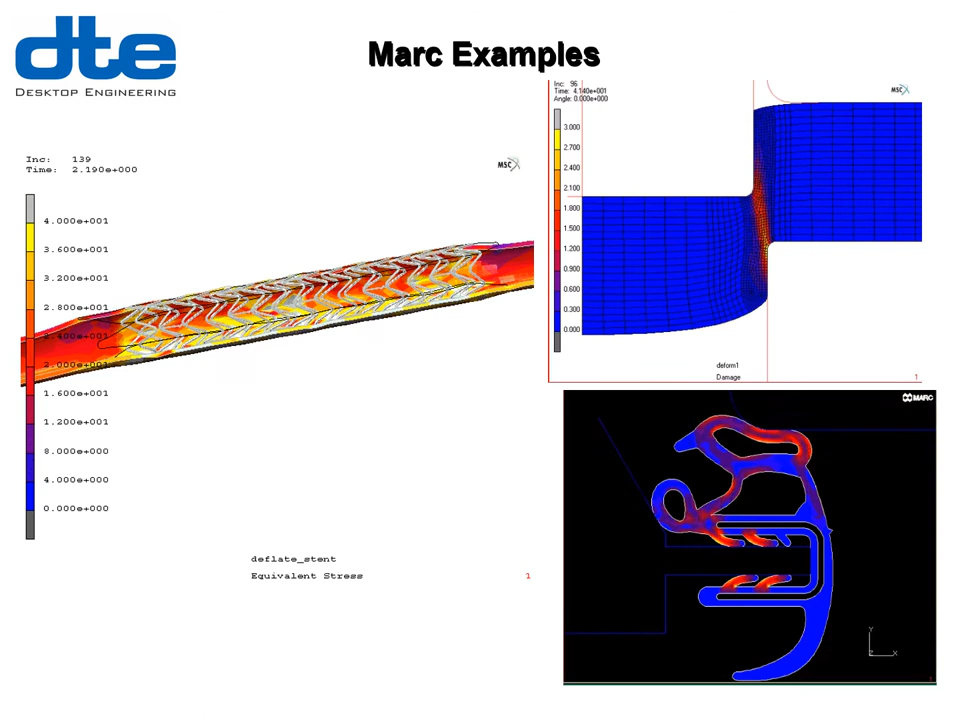 dte
DESKTOP ENGINEERING
Marc Examples
Inc: 139
Time: 2.190e+000
MSC
4.000e+001
3.600e+001
3.200e+001
2.800e+001
2.400e+001
2.000e+001
1.600e+001
1.200e+001
8.000e+000
4.000e+000
0.000e+000
deflate_stent
Equivalent Stress
1
Inc: 96
Time: 4.140e+001
Angle: 0.000e+000
MSC
3.000
2.700
2.400
2.100
1.800
1.500
1.200
0.900
0.600
0.300
0.000
deform1
Damage
1
MARC
Y
Z
X
1